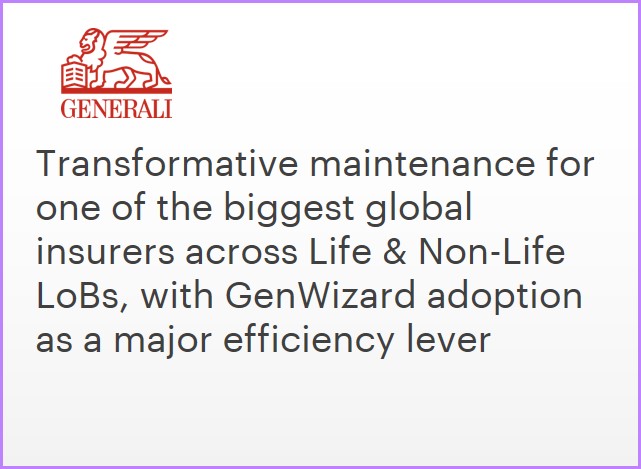 GENERALI
Transformative maintenance for
one of the biggest global
insurers across Life & Non-Life
LoBs, with GenWizard adoption
as a major efficiency lever